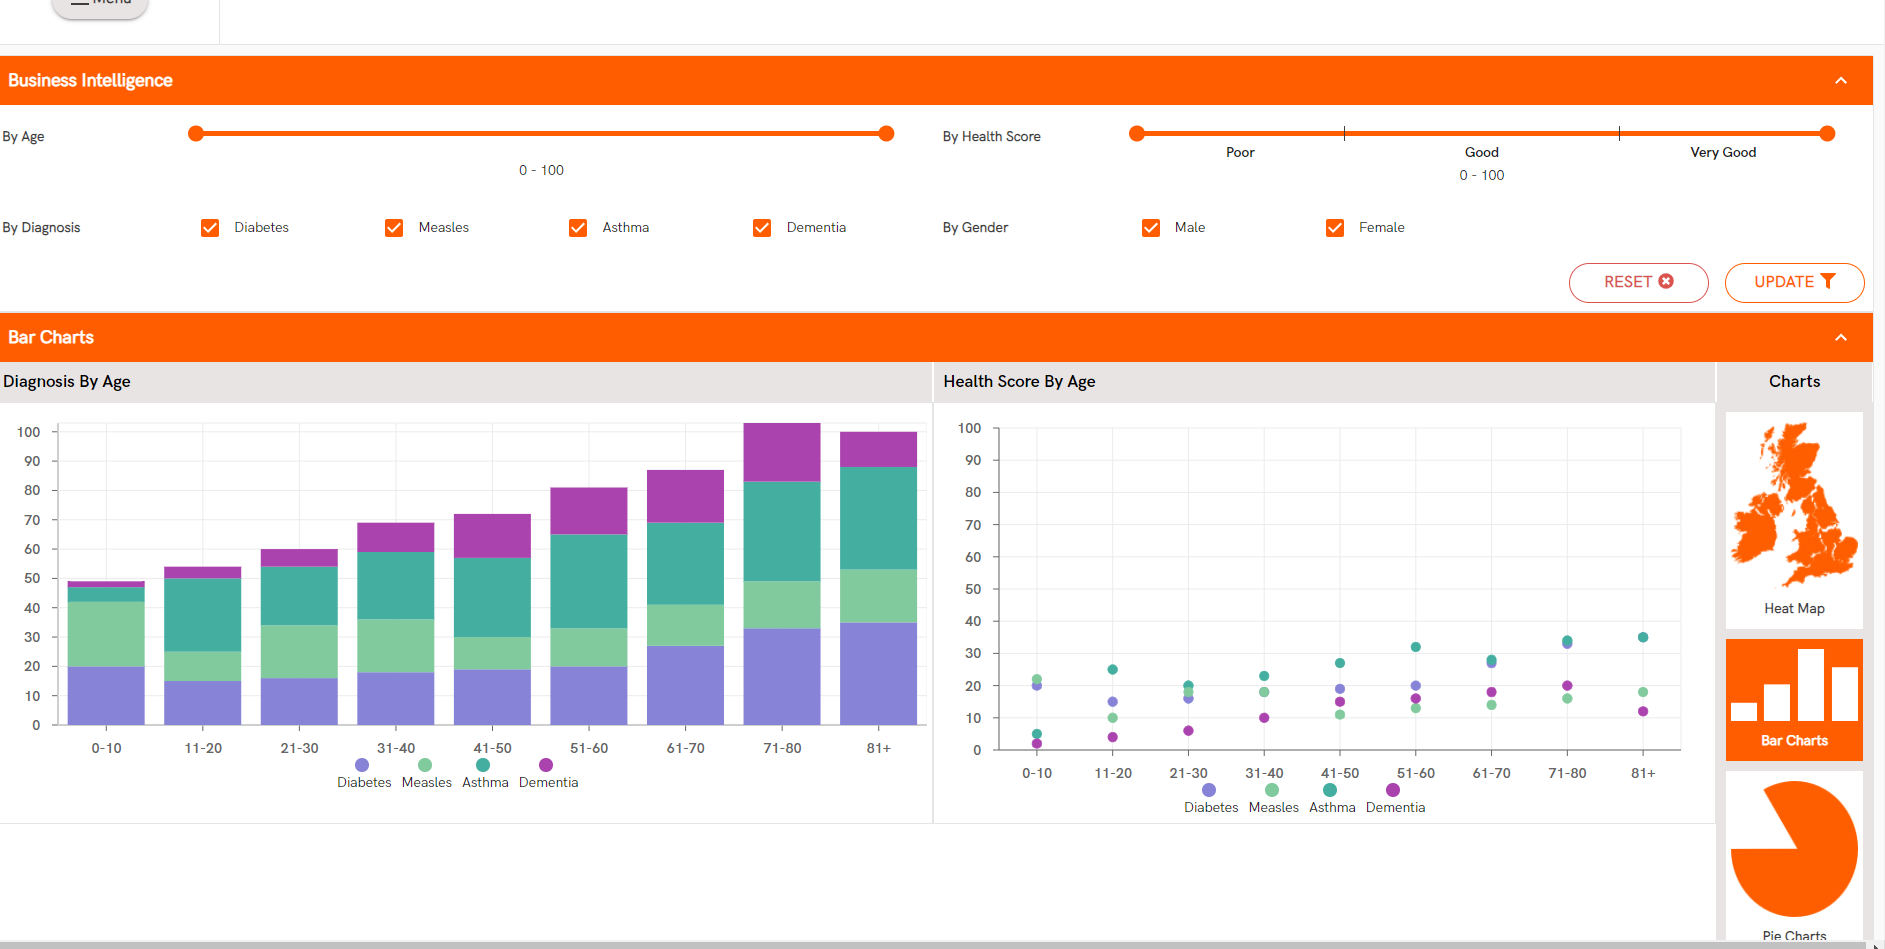 Menu
Business Intelligence
By Age
0 - 100
By Health Score
Poor Good Very Good
0 - 100
By Diagnosis
Diabetes Measles Asthma Dementia
By Gender
Male Female
RESET UPDATE
Bar Charts
Diagnosis By Age
100
90
80
70
60
50
40
30
20
10
0
0-10 11-20 21-30 31-40 41-50 51-60 61-70 71-80 81+
Diabetes Measles Asthma Dementia
Health Score By Age
100
90
80
70
60
50
40
30
20
10
0
0-10 11-20 21-30 31-40 41-50 51-60 61-70 71-80 81+
Diabetes Measles Asthma Dementia
Charts
Heat Map
Bar Charts
Pie Charts